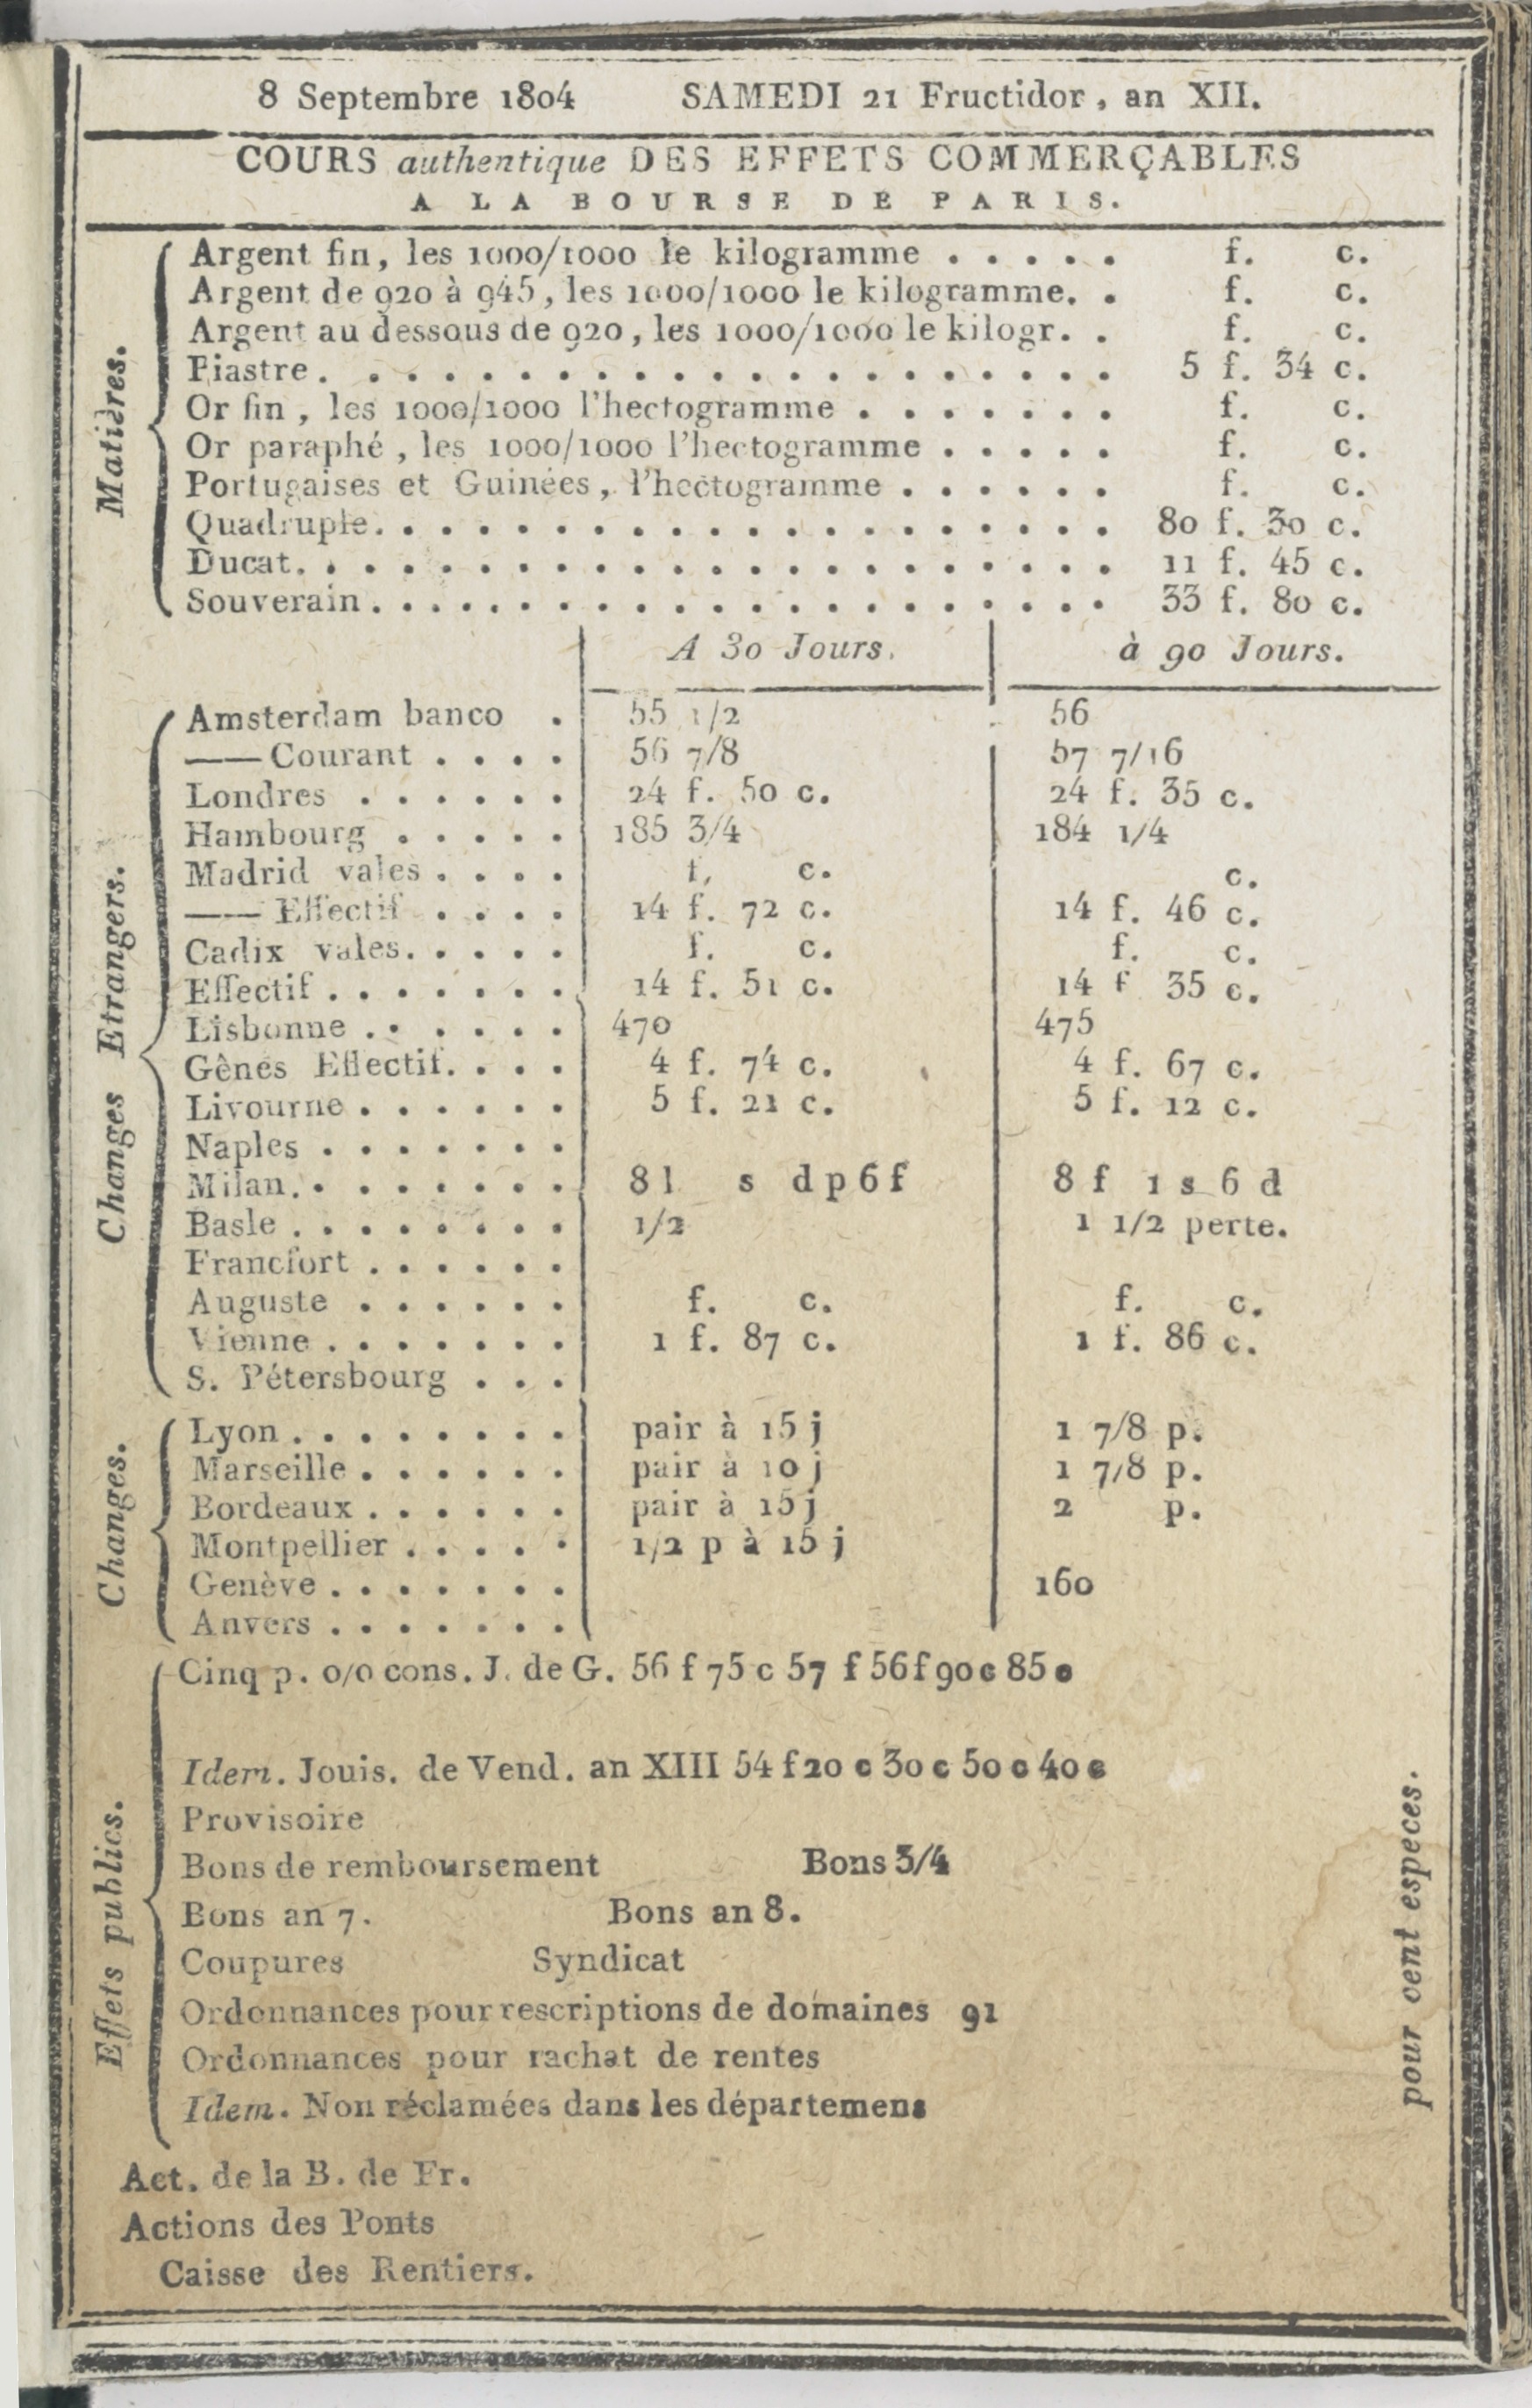 8 Septembre 1804 SAMEDI 21 Fructidor, an XII.
COURS authentique DES EFFETS COMMERÇABLES
A LA BOURSE DE PARIS.
Matières.
Argent fin, les 1000/1000 le kilogramme . . . . . f. c.
Argent de 920 à 945, les 1000/1000 le kilogramme. . f. c.
Argent au dessous de 920, les 1000/1000 le kilogr. . f. c.
Piastre. . . . . . . . . . . . . . . . . . . . . 5 f. 34 c.
Or fin, les 1000/1000 l'hectogramme . . . . . . . f. c.
Or paraphé, les 1000/1000 l'hectogramme . . . . . f. c.
Portugaises et Guinées, l'hectogramme . . . . . . f. c.
Quadruple. . . . . . . . . . . . . . . . . . . . 80 f. 30 c.
Ducat. . . . . . . . . . . . . . . . . . . . . . 11 f. 45 c.
Souverain. . . . . . . . . . . . . . . . . . . . 33 f. 80 c.
A 30 Jours. à 90 Jours.
Changes Etrangers.
Amsterdam banco . 55 1/2 56
—— Courant . . . . 56 7/8 57 7/16
Londres . . . . . . 24 f. 50 c. 24 f. 35 c.
Hambourg . . . . . 185 3/4 184 1/4
Madrid vales . . . . f. c. c.
—— Effectif . . . . 14 f. 72 c. 14 f. 46 c.
Cadix vales. . . . . f. c. f. c.
Effectif . . . . . . . 14 f. 51 c. 14 f 35 c.
Lisbonne . . . . . . 470 475
Gênes Effectif. . . . 4 f. 74 c. 4 f. 67 c.
Livourne . . . . . . 5 f. 21 c. 5 f. 12 c.
Naples . . . . . . .
Milan. . . . . . . . 8 l s d p 6 f 8 f 1 s 6 d
Basle . . . . . . . . 1/2 1 1/2 perte.
Francfort . . . . . .
Auguste . . . . . . f. c. f. c.
Vienne . . . . . . . 1 f. 87 c. 1 f. 86 c.
S. Pétersbourg . . .
Changes.
Lyon . . . . . . . . pair à 15 j 1 7/8 p.
Marseille . . . . . . pair à 10 j 1 7/8 p.
Bordeaux . . . . . . pair à 15 j 2 p.
Montpellier . . . . . 1/2 p à 15 j
Genève . . . . . . . 160
Anvers . . . . . . .
Effets publics.
Cinq p. 0/0 cons. J. de G. 56 f 75 c 57 f 56 f 90 c 85 c
Idem. Jouis. de Vend. an XIII 54 f 20 c 30 c 50 c 40 c
Provisoire
Bons de remboursement Bons 3/4
Bons an 7. Bons an 8.
Coupures Syndicat
Ordonnances pour rescriptions de domaines 91
Ordonnances pour rachat de rentes
Idem. Non réclamées dans les départemens
pour cent especes.
Act. de la B. de Fr.
Actions des Ponts
Caisse des Rentiers.